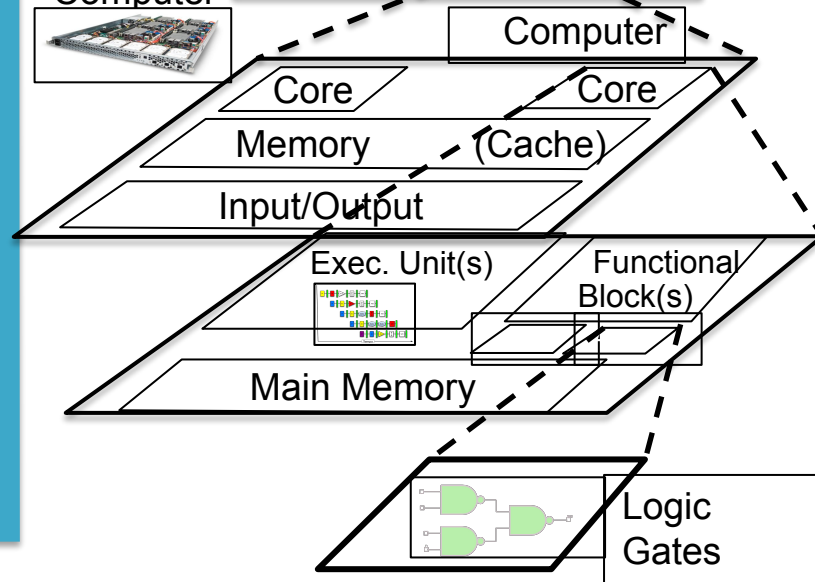 Computer
Computer
Core
Core
Memory (Cache)
Input/Output
Exec. Unit(s)
Functional
Block(s)
Main Memory
Logic
Gates